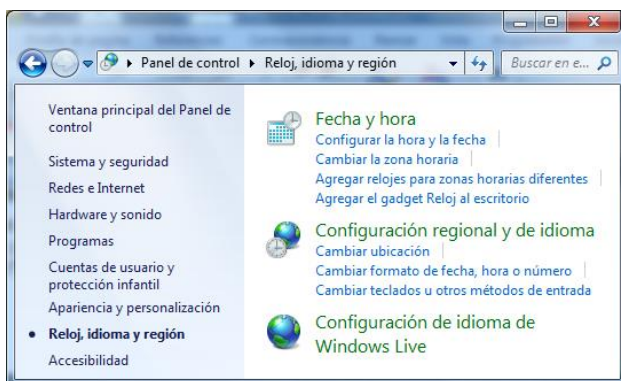 Panel de control ▸ Reloj, idioma y región
Buscar en e...
Ventana principal del Panel de
control
Sistema y seguridad
Redes e Internet
Hardware y sonido
Programas
Cuentas de usuario y
protección infantil
Apariencia y personalización
Reloj, idioma y región
Accesibilidad
Fecha y hora
Configurar la hora y la fecha
Cambiar la zona horaria
Agregar relojes para zonas horarias diferentes
Agregar el gadget Reloj al escritorio
Configuración regional y de idioma
Cambiar ubicación
Cambiar formato de fecha, hora o número
Cambiar teclados u otros métodos de entrada
Configuración de idioma de
Windows Live